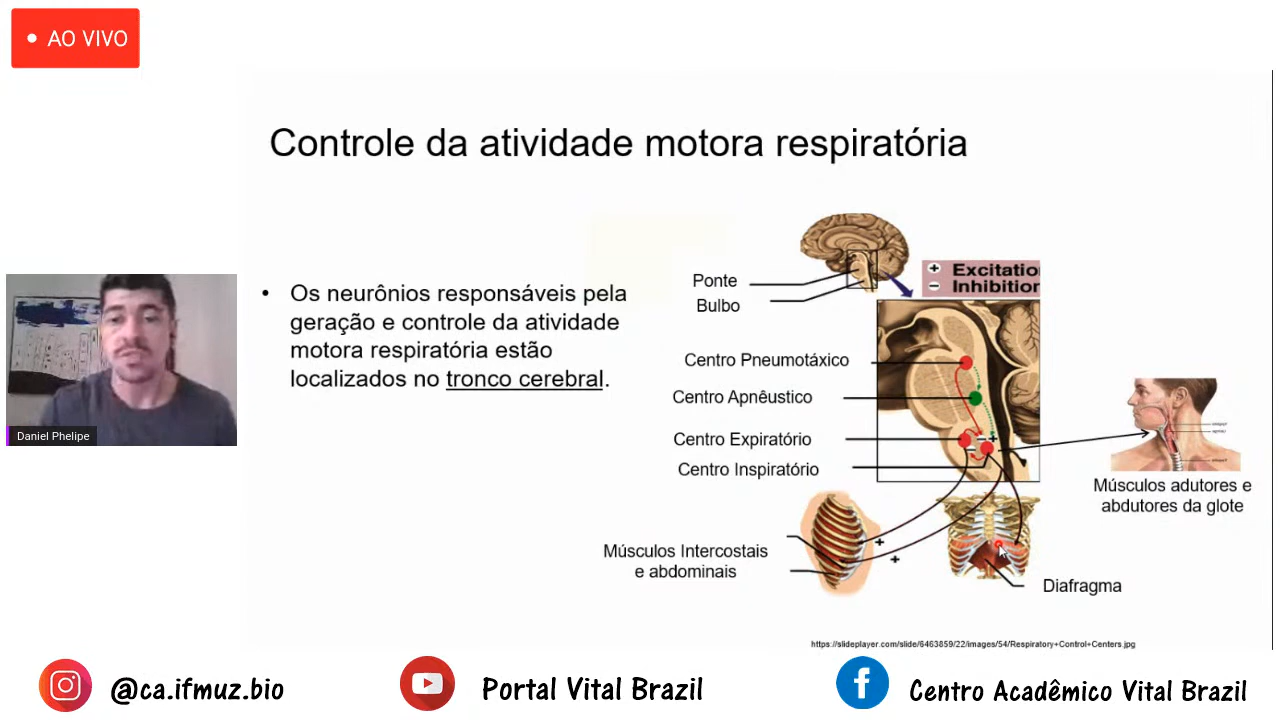 AO VIVO
Controle da atividade motora respiratória
• Os neurônios responsáveis pela
geração e controle da atividade
motora respiratória estão
localizados no tronco cerebral.
Ponte
Bulbo
+ Excitatio
− Inhibition
Centro Pneumotáxico
Centro Apnêustico
Centro Expiratório
Centro Inspiratório
Músculos adutores e
abdutores da glote
Músculos Intercostais
e abdominais
Diafragma
Daniel Phelipe
https://slideplayer.com/slide/6463859/22/images/54/Respiratory+Control+Centers.jpg
@ca.ifmuz.bio
Portal Vital Brazil
Centro Acadêmico Vital Brazil